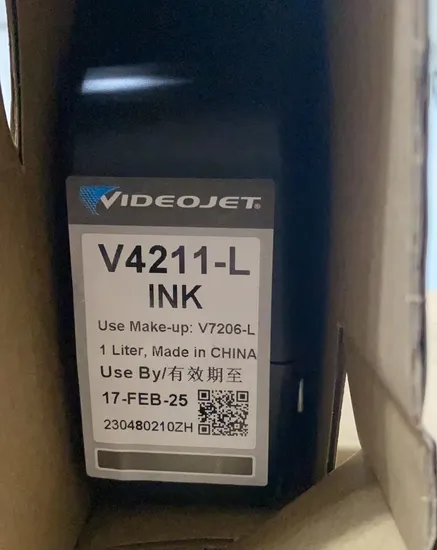 VIDEOJET
V4211-L
INK
Use Make-up: V7206-L
1 Liter, Made in CHINA
Use By/有效期至
17-FEB-25
230480210ZH